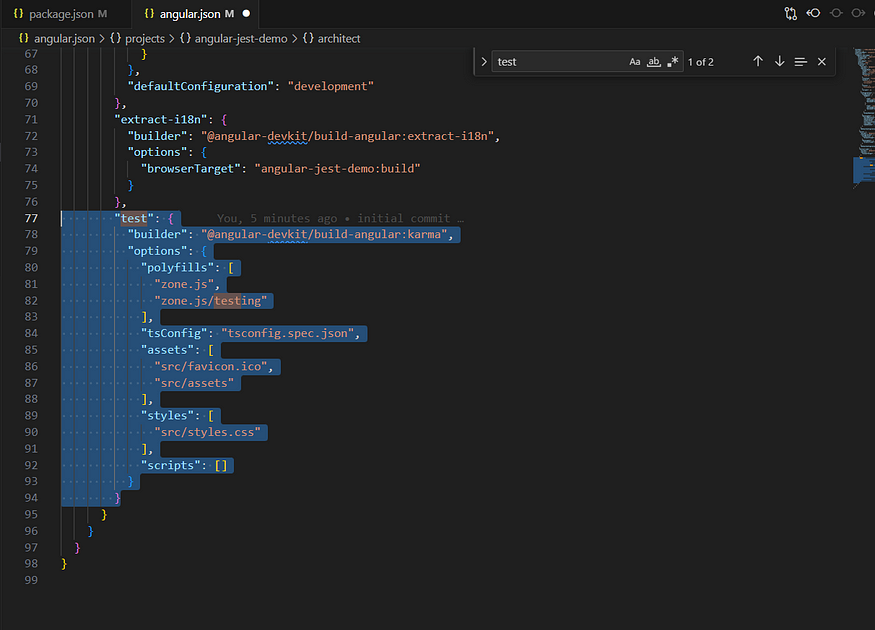 {} package.json M
{} angular.json M ●
{} angular.json > {} projects > {} angular-jest-demo > {} architect
test Aa ab .* 1 of 2
67 }
68 },
69 "defaultConfiguration": "development"
70 },
71 "extract-i18n": {
72 "builder": "@angular-devkit/build-angular:extract-i18n",
73 "options": {
74 "browserTarget": "angular-jest-demo:build"
75 }
76 },
77 "test": { You, 5 minutes ago • initial commit …
78 "builder": "@angular-devkit/build-angular:karma",
79 "options": {
80 "polyfills": [
81 "zone.js",
82 "zone.js/testing"
83 ],
84 "tsConfig": "tsconfig.spec.json",
85 "assets": [
86 "src/favicon.ico",
87 "src/assets"
88 ],
89 "styles": [
90 "src/styles.css"
91 ],
92 "scripts": []
93 }
94 }
95 }
96 }
97 }
98 }
99